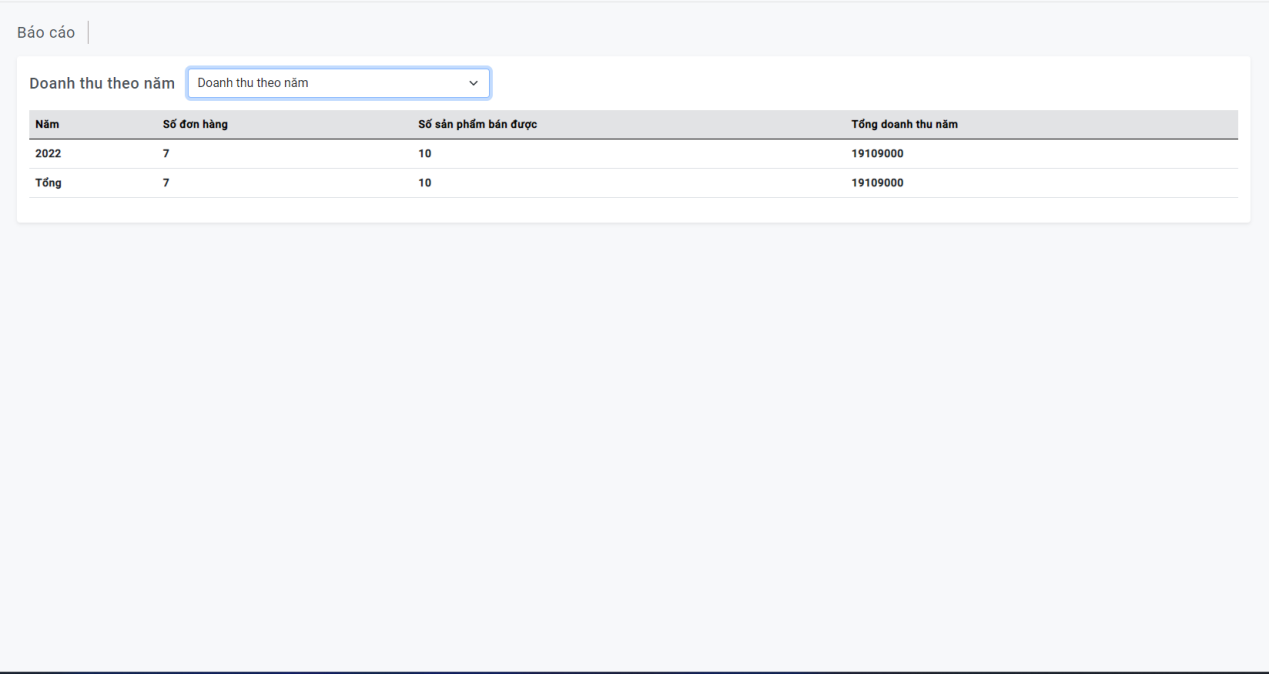 Báo cáo
Doanh thu theo năm Doanh thu theo năm
Năm Số đơn hàng Số sản phẩm bán được Tổng doanh thu năm
2022 7 10 19109000
Tổng 7 10 19109000